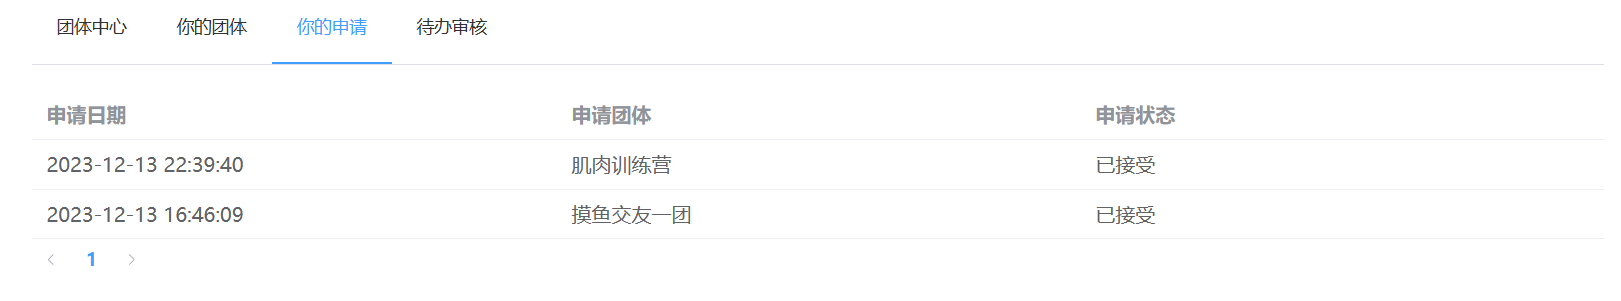 团体中心 你的团体 你的申请 待办审核
申请日期 申请团体 申请状态
2023-12-13 22:39:40 肌肉训练营 已接受
2023-12-13 16:46:09 摸鱼交友一团 已接受
1